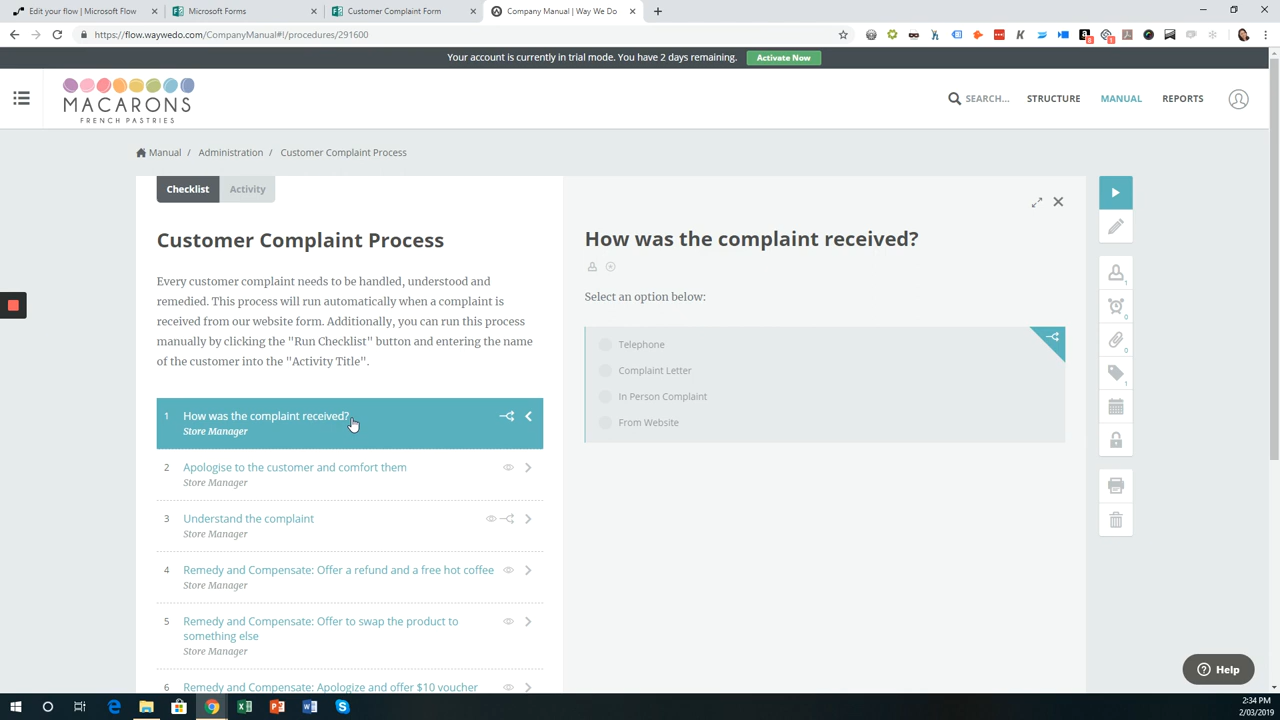 Edit your flow | Microsoft Flow
Microsoft Forms
Customer Complaint Form
Company Manual | Way We Do
https://flow.waywedo.com/CompanyManual#!/procedures/291600
Your account is currently in trial mode. You have 2 days remaining.
Activate Now
MACARONS
FRENCH PASTRIES
SEARCH...
STRUCTURE
MANUAL
REPORTS
Manual / Administration / Customer Complaint Process
Checklist
Activity
Customer Complaint Process
Every customer complaint needs to be handled, understood and
remedied. This process will run automatically when a complaint is
received from our website form. Additionally, you can run this process
manually by clicking the "Run Checklist" button and entering the name
of the customer into the "Activity Title".
1 How was the complaint received?
Store Manager
2 Apologise to the customer and comfort them
Store Manager
3 Understand the complaint
Store Manager
4 Remedy and Compensate: Offer a refund and a free hot coffee
Store Manager
5 Remedy and Compensate: Offer to swap the product to
something else
Store Manager
6 Remedy and Compensate: Apologize and offer $10 voucher
How was the complaint received?
Select an option below:
Telephone
Complaint Letter
In Person Complaint
From Website
1
0
0
1
Help
2:34 PM
2/03/2019